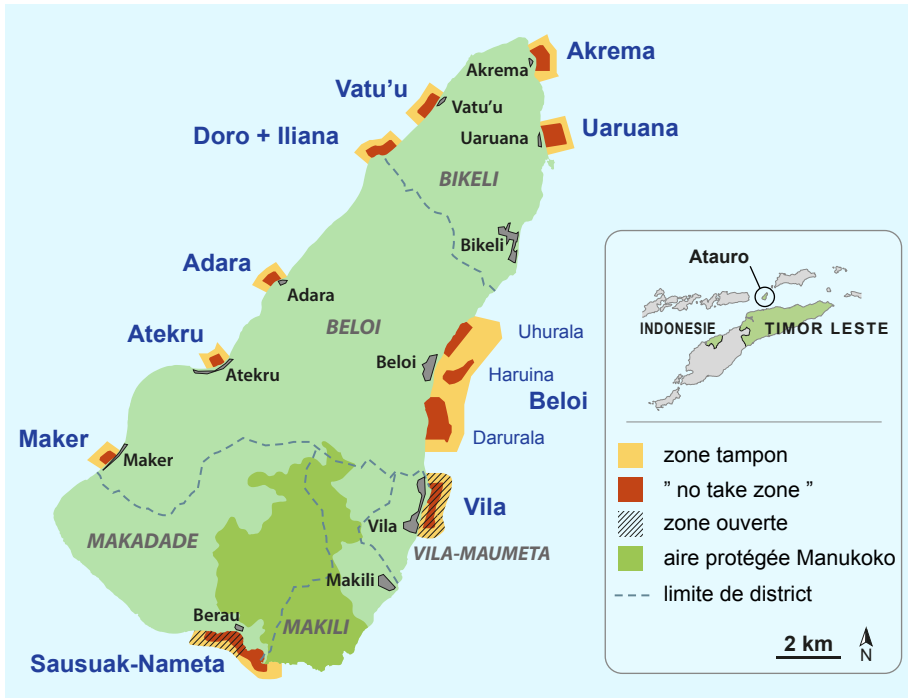 Akrema
Akrema
Vatu'u
Vatu'u
Doro + Iliana
Uaruana
Uaruana
BIKELI
Bikeli
Adara
Adara
BELOI
Atekru
Atekru
Uhurala
Beloi
Haruina
Beloi
Darurala
Maker
Maker
Vila
Vila
MAKADADE
VILA-MAUMETA
Makili
Berau
MAKILI
Sausuak-Nameta
Atauro
INDONESIE
TIMOR LESTE
zone tampon
" no take zone "
zone ouverte
aire protégée Manukoko
limite de district
2 km
N